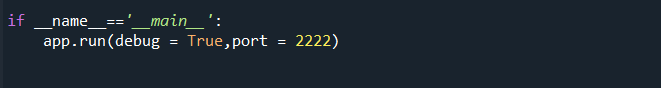 if __name__=='__main__':
    app.run(debug = True,port = 2222)